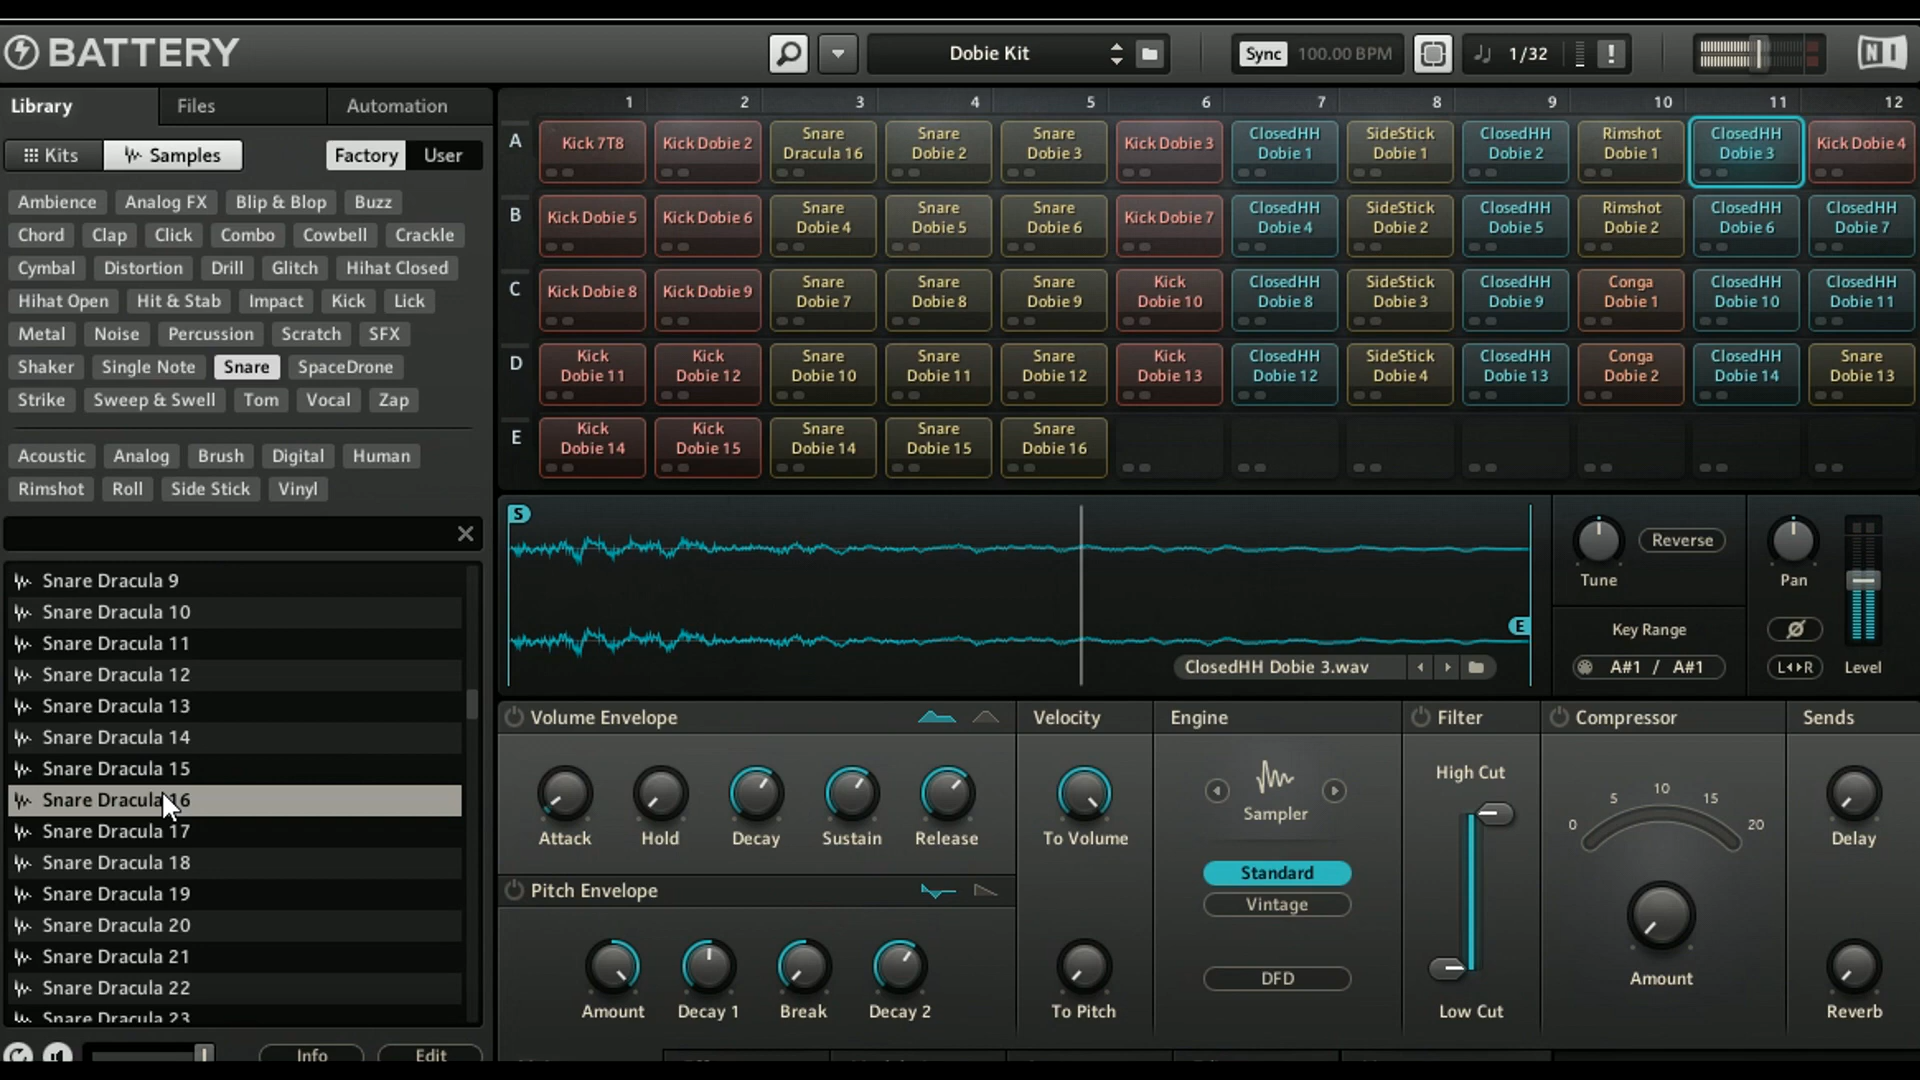 BATTERY
Dobie Kit
Sync 100.00 BPM
1/32
!
NI
Library Files Automation
Kits Samples Factory User
Ambience Analog FX Blip & Blop Buzz
Chord Clap Click Combo Cowbell Crackle
Cymbal Distortion Drill Glitch Hihat Closed
Hihat Open Hit & Stab Impact Kick Lick
Metal Noise Percussion Scratch SFX
Shaker Single Note Snare SpaceDrone
Strike Sweep & Swell Tom Vocal Zap
Acoustic Analog Brush Digital Human
Rimshot Roll Side Stick Vinyl
Snare Dracula 9
Snare Dracula 10
Snare Dracula 11
Snare Dracula 12
Snare Dracula 13
Snare Dracula 14
Snare Dracula 15
Snare Dracula 16
Snare Dracula 17
Snare Dracula 18
Snare Dracula 19
Snare Dracula 20
Snare Dracula 21
Snare Dracula 22
Snare Dracula 23
Info Edit
1 2 3 4 5 6 7 8 9 10 11 12
A
Kick 7T8
Kick Dobie 2
Snare
Dracula 16
Snare
Dobie 2
Snare
Dobie 3
Kick Dobie 3
ClosedHH
Dobie 1
SideStick
Dobie 1
ClosedHH
Dobie 2
Rimshot
Dobie 1
ClosedHH
Dobie 3
Kick Dobie 4
B
Kick Dobie 5
Kick Dobie 6
Snare
Dobie 4
Snare
Dobie 5
Snare
Dobie 6
Kick Dobie 7
ClosedHH
Dobie 4
SideStick
Dobie 2
ClosedHH
Dobie 5
Rimshot
Dobie 2
ClosedHH
Dobie 6
ClosedHH
Dobie 7
C
Kick Dobie 8
Kick Dobie 9
Snare
Dobie 7
Snare
Dobie 8
Snare
Dobie 9
Kick
Dobie 10
ClosedHH
Dobie 8
SideStick
Dobie 3
ClosedHH
Dobie 9
Conga
Dobie 1
ClosedHH
Dobie 10
ClosedHH
Dobie 11
D
Kick
Dobie 11
Kick
Dobie 12
Snare
Dobie 10
Snare
Dobie 11
Snare
Dobie 12
Kick
Dobie 13
ClosedHH
Dobie 12
SideStick
Dobie 4
ClosedHH
Dobie 13
Conga
Dobie 2
ClosedHH
Dobie 14
Snare
Dobie 13
E
Kick
Dobie 14
Kick
Dobie 15
Snare
Dobie 14
Snare
Dobie 15
Snare
Dobie 16
S
E
ClosedHH Dobie 3.wav
Tune Reverse
Key Range
A#1 / A#1
Pan
L R
Level
Volume Envelope
Attack Hold Decay Sustain Release
Pitch Envelope
Amount Decay 1 Break Decay 2
Velocity
To Volume
To Pitch
Engine
Sampler
Standard
Vintage
DFD
Filter
High Cut
Low Cut
Compressor
0 5 10 15 20
Amount
Sends
Delay
Reverb